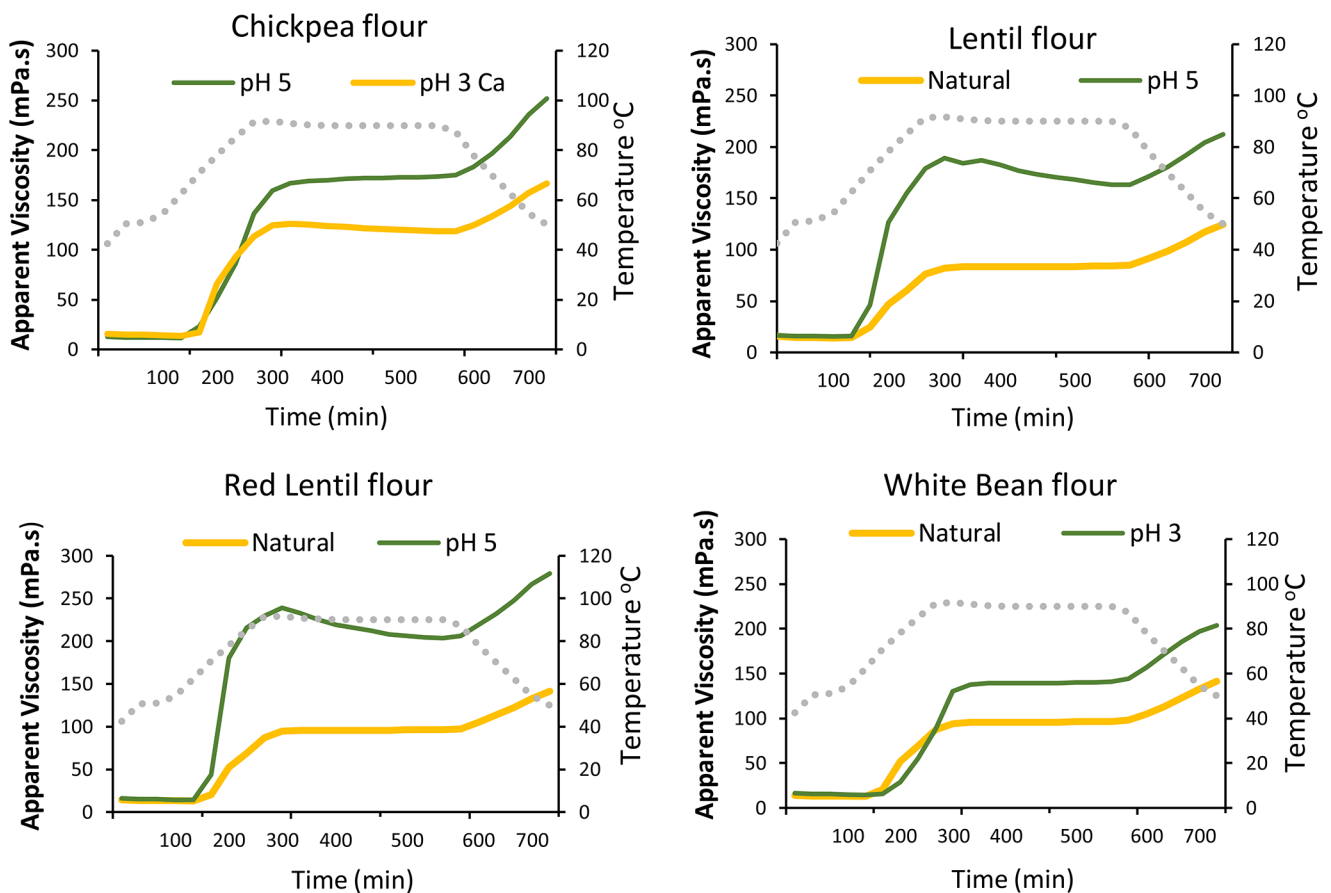 Chickpea flour
pH 5 pH 3 Ca
Apparent Viscosity (mPa.s)
300
250
200
150
100
50
0
120
100
80
60
40
20
0
Temperature ºC
100 200 300 400 500 600 700
Time (min)
Lentil flour
Natural pH 5
Apparent Viscosity (mPa.s)
300
250
200
150
100
50
0
120
100
80
60
40
20
0
Temperature ºC
100 200 300 400 500 600 700
Time (min)
Red Lentil flour
Natural pH 5
Apparent Viscosity (mPa.s)
300
250
200
150
100
50
0
120
100
80
60
40
20
0
Temperature ºC
100 200 300 400 500 600 700
Time (min)
White Bean flour
Natural pH 3
Apparent Viscosity (mPa.s)
300
250
200
150
100
50
0
120
100
80
60
40
20
0
Temperature ºC
100 200 300 400 500 600 700
Time (min)